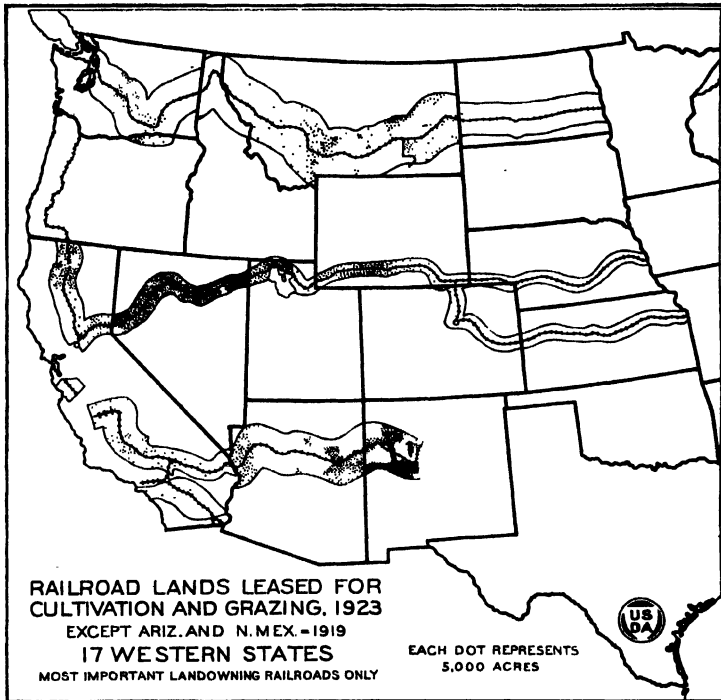 RAILROAD LANDS LEASED FOR
CULTIVATION AND GRAZING, 1923
EXCEPT ARIZ. AND N. MEX.-1919
17 WESTERN STATES
MOST IMPORTANT LANDOWNING RAILROADS ONLY
EACH DOT REPRESENTS
5,000 ACRES
US
DA